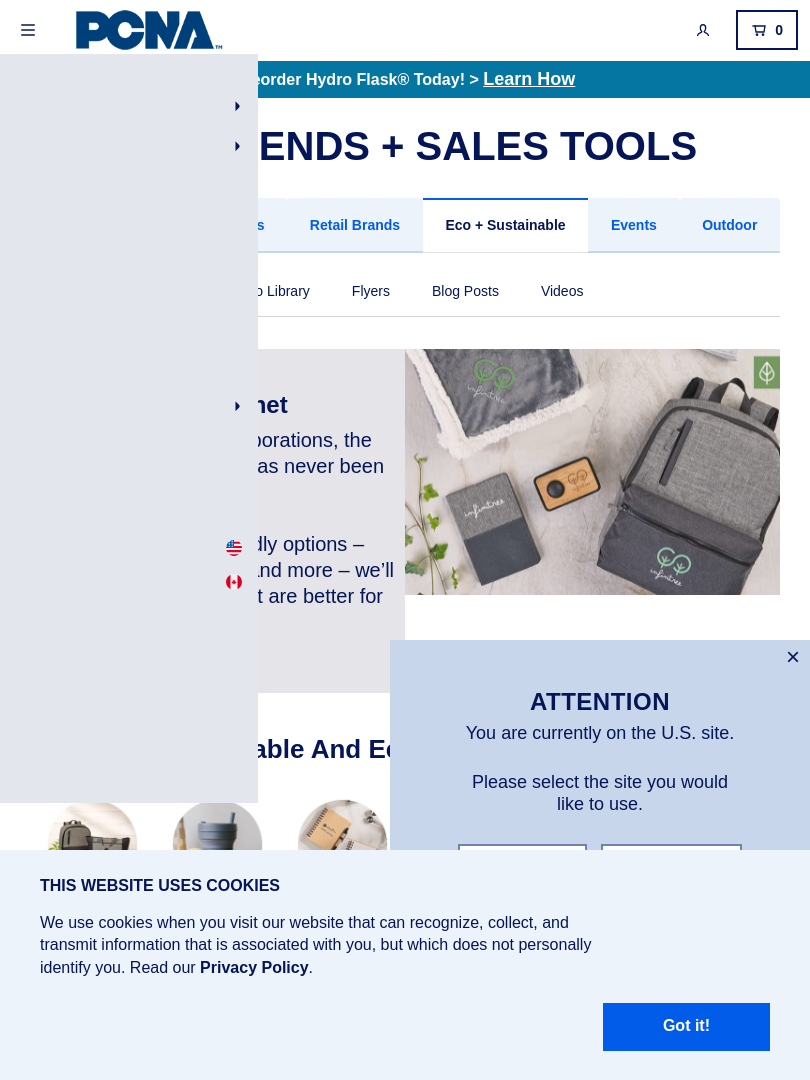 PCNA
TM
0
eorder Hydro Flask® Today! > Learn How
ENDS + SALES TOOLS
s
Retail Brands
Eco + Sustainable
Events
Outdoor
o Library
Flyers
Blog Posts
Videos
net
porations, the
as never been
dly options –
and more – we'll
t are better for
infinitree
infinitree
infinitree
able And Ec
ATTENTION
You are currently on the U.S. site.
Please select the site you would
like to use.
THIS WEBSITE USES COOKIES
We use cookies when you visit our website that can recognize, collect, and
transmit information that is associated with you, but which does not personally
identify you. Read our Privacy Policy.
Got it!